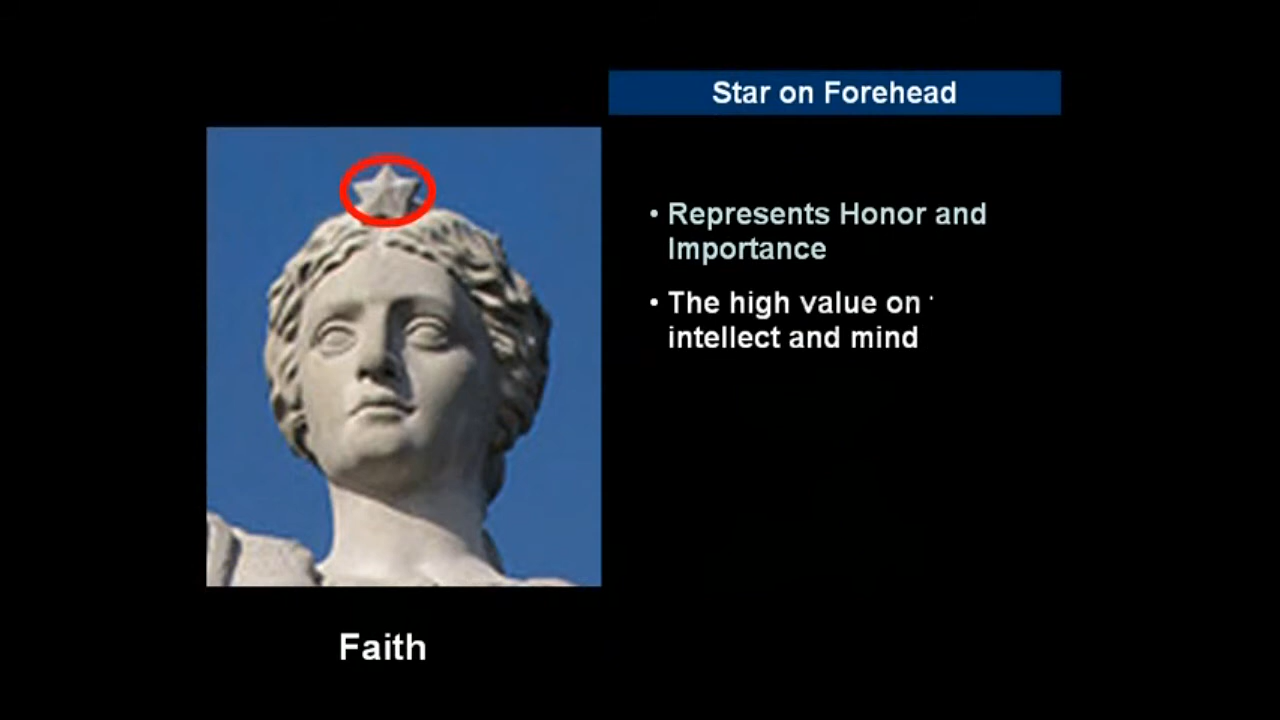 Star on Forehead
• Represents Honor and
Importance
• The high value on
intellect and mind
Faith